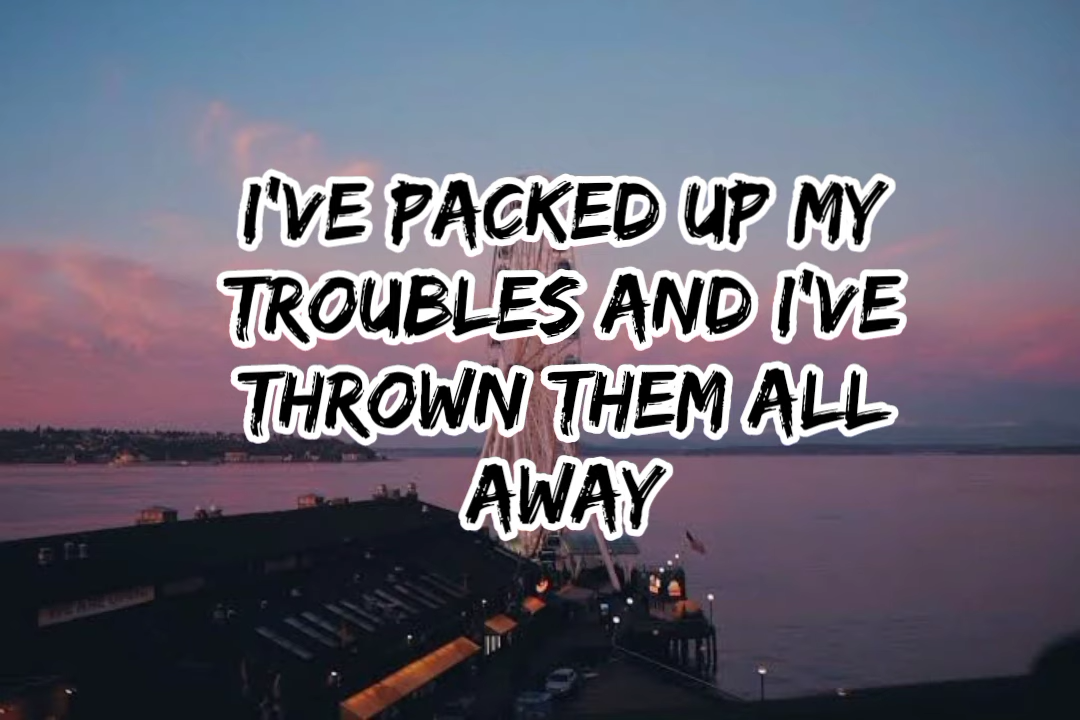 I'VE PACKED UP MY
TROUBLES AND I'VE
THROWN THEM ALL
AWAY